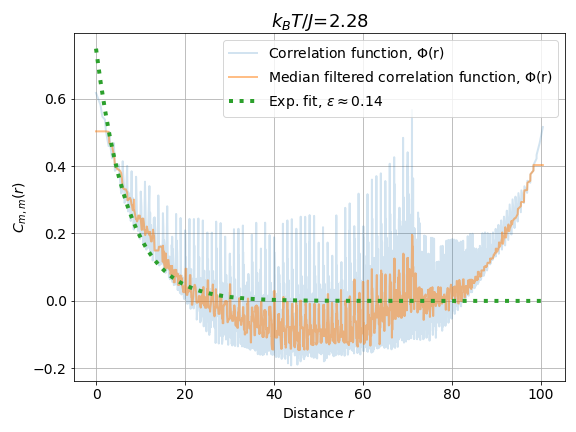 k_BT/J=2.28
Correlation function, Φ(r)
Median filtered correlation function, Φ(r)
Exp. fit, ε ≈ 0.14
C_{m,m}(r)
0.6
0.4
0.2
0.0
−0.2
0 20 40 60 80 100
Distance r